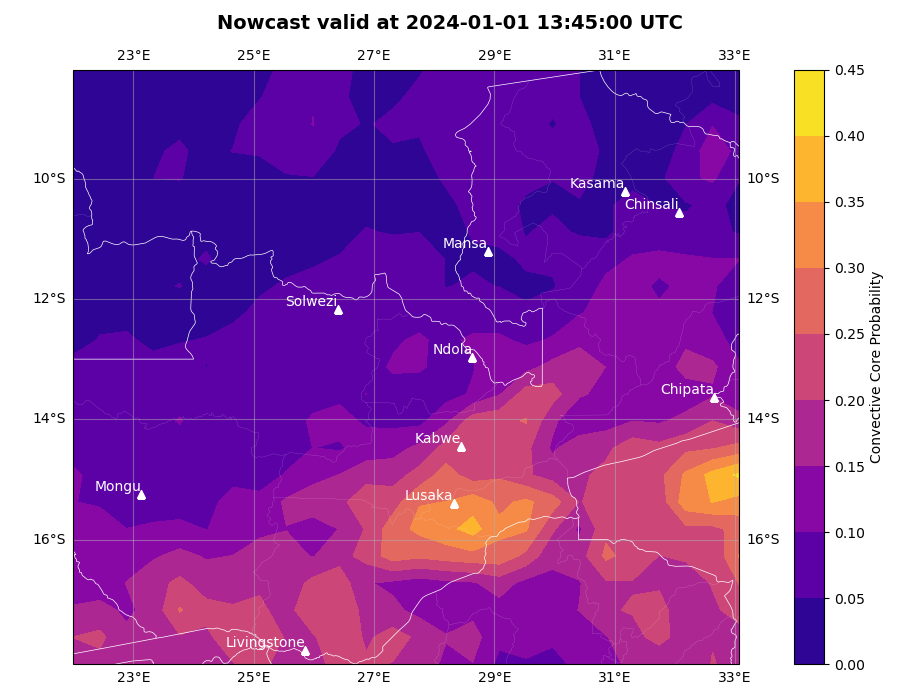 Nowcast valid at 2024-01-01 13:45:00 UTC
23°E 25°E 27°E 29°E 31°E 33°E
0.45
0.40
0.35
0.30
0.25
0.20
0.15
0.10
0.05
0.00
Convective Core Probability
10°S 10°S
12°S 12°S
14°S 14°S
16°S 16°S
Kasama
Chinsali
Mansa
Solwezi
Ndola
Chipata
Kabwe
Mongu
Lusaka
Livingstone
23°E 25°E 27°E 29°E 31°E 33°E